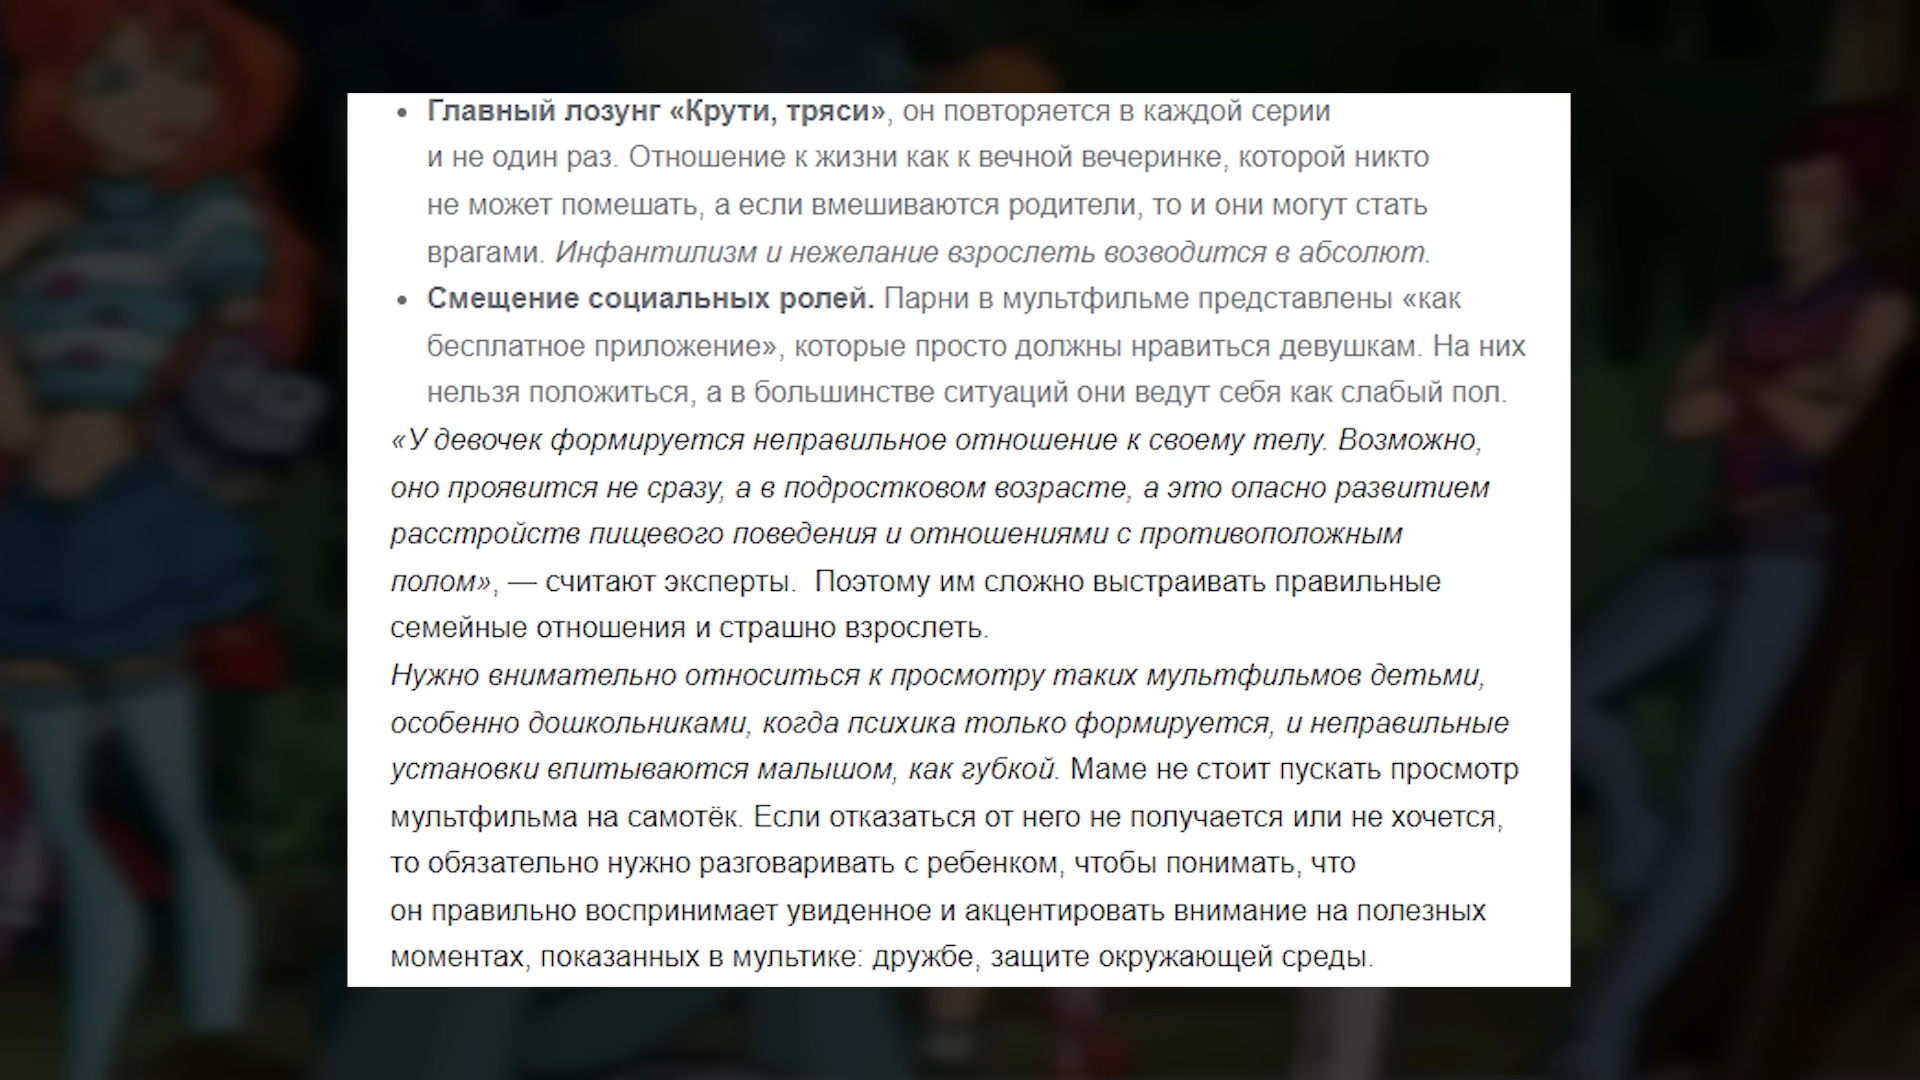 • Главный лозунг «Крути, тряси», он повторяется в каждой серии
и не один раз. Отношение к жизни как к вечной вечеринке, которой никто
не может помешать, а если вмешиваются родители, то и они могут стать
врагами. Инфантилизм и нежелание взрослеть возводится в абсолют.
• Смещение социальных ролей. Парни в мультфильме представлены «как
бесплатное приложение», которые просто должны нравиться девушкам. На них
нельзя положиться, а в большинстве ситуаций они ведут себя как слабый пол.
«У девочек формируется неправильное отношение к своему телу. Возможно,
оно проявится не сразу, а в подростковом возрасте, а это опасно развитием
расстройств пищевого поведения и отношениями с противоположным
полом», — считают эксперты. Поэтому им сложно выстраивать правильные
семейные отношения и страшно взрослеть.
Нужно внимательно относиться к просмотру таких мультфильмов детьми,
особенно дошкольниками, когда психика только формируется, и неправильные
установки впитываются малышом, как губкой. Маме не стоит пускать просмотр
мультфильма на самотёк. Если отказаться от него не получается или не хочется,
то обязательно нужно разговаривать с ребенком, чтобы понимать, что
он правильно воспринимает увиденное и акцентировать внимание на полезных
моментах, показанных в мультике: дружбе, защите окружающей среды.